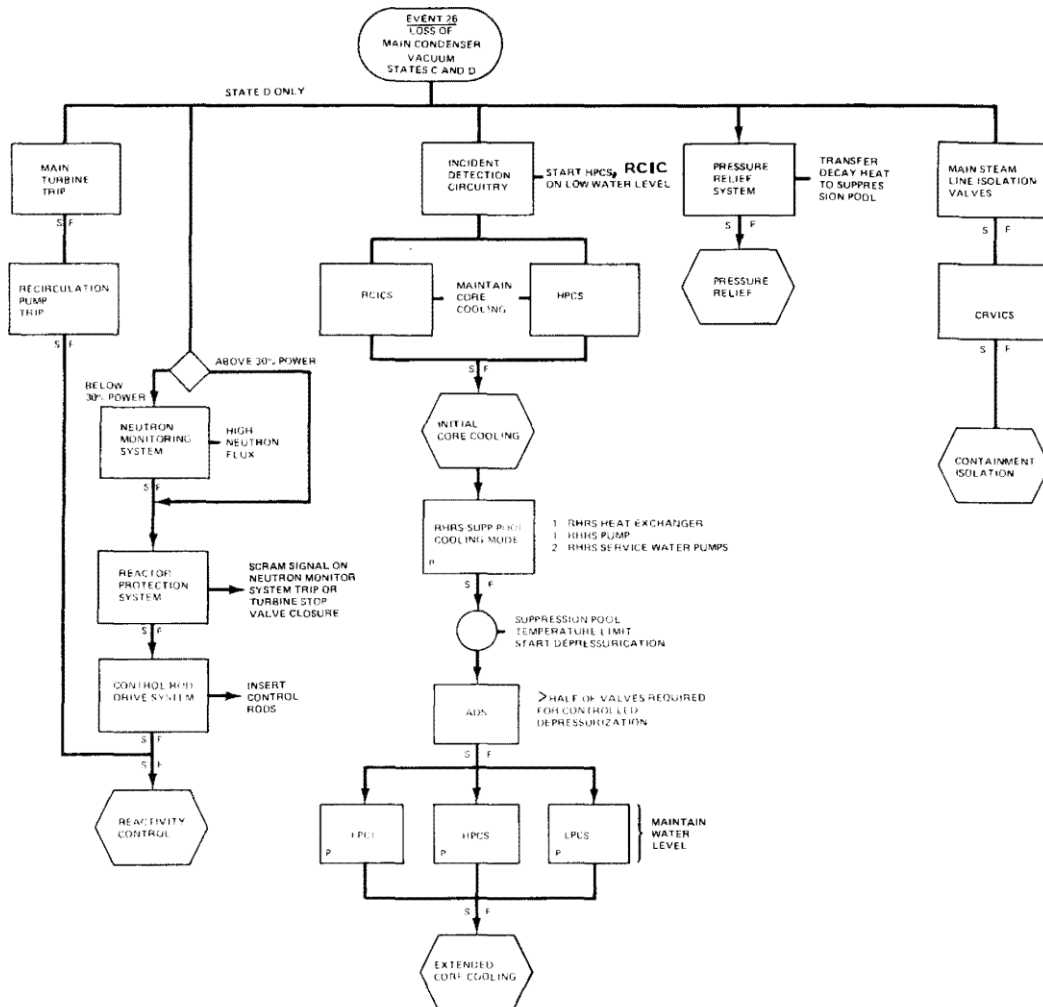 EVENT 26
LOSS OF
MAIN CONDENSER
VACUUM
STATES C AND D
STATE D ONLY
MAIN
TURBINE
TRIP
S F
RECIRCULATION
PUMP
TRIP
S F
ABOVE 30% POWER
BELOW
30% POWER
NEUTRON
MONITORING
SYSTEM
HIGH
NEUTRON
FLUX
S F
REACTOR
PROTECTION
SYSTEM
SCRAM SIGNAL ON
NEUTRON MONITOR
SYSTEM TRIP OR
TURBINE STOP
VALVE CLOSURE
S F
CONTROL ROD
DRIVE SYSTEM
INSERT
CONTROL
RODS
S F
S F
REACTIVITY
CONTROL
INCIDENT
DETECTION
CIRCUITRY
START HPCS, RCIC
ON LOW WATER LEVEL
RCICS
MAINTAIN
CORE
COOLING
HPCS
S F
INITIAL
CORE COOLING
RHRS-SUPP POOL
COOLING MODE
P
1 RHRS HEAT EXCHANGER
1 RHRS PUMP
2 RHRS SERVICE WATER PUMPS
S F
SUPPRESSION POOL
TEMPERATURE LIMIT
START DEPRESSURICATION
ADS
>HALF OF VALVES REQUIRED
FOR CONTROLLED
DEPRESSURIZATION
S F
LPCI
P
HPCS
P
LPCS
P
MAINTAIN
WATER
LEVEL
S F
EXTENDED
CORE COOLING
PRESSURE
RELIEF
SYSTEM
TRANSFER
DECAY HEAT
TO SUPPRES
SION POOL
S F
PRESSURE
RELIEF
MAIN STEAM
LINE ISOLATION
VALVES
S F
CRVICS
S F
CONTAINMENT
ISOLATION